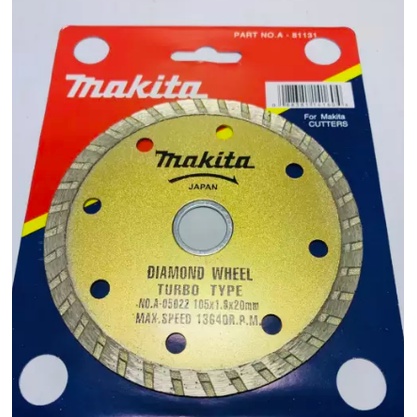 PART NO.A - 81131
makita
For Makita
CUTTERS
makita
JAPAN
DIAMOND WHEEL
TURBO TYPE
NO.A-05622 105x1.8x20mm
MAX.SPEED 13640R.P.M.